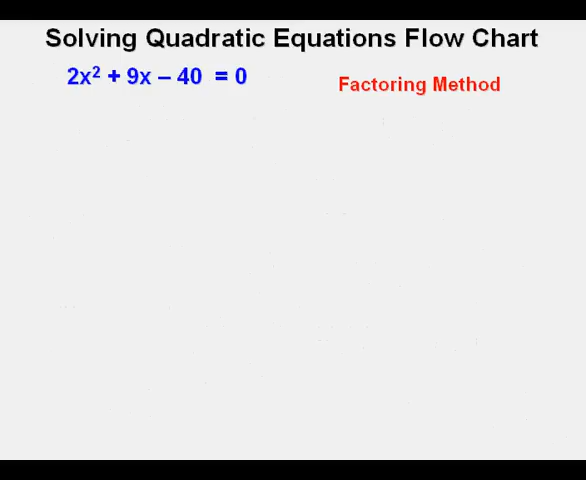 Solving Quadratic Equations Flow Chart
2x² + 9x – 40 = 0
Factoring Method